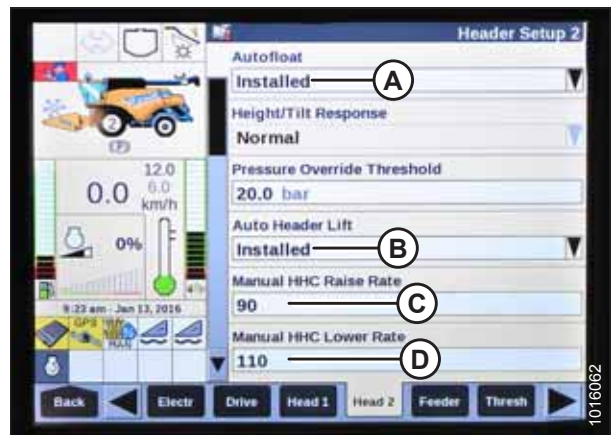 Header Setup 2
Autofloat
Installed
A
Height/Tilt Response
Normal
Pressure Override Threshold
20.0 bar
Auto Header Lift
Installed
B
Manual HHC Raise Rate
90
C
Manual HHC Lower Rate
110
D
(P)
12.0
6.0
0.0 km/h
0%
9:23 am - Jan 13, 2016
GPS
MAN
Back
Electr
Drive
Head 1
Head 2
Feeder
Thresh
1016062